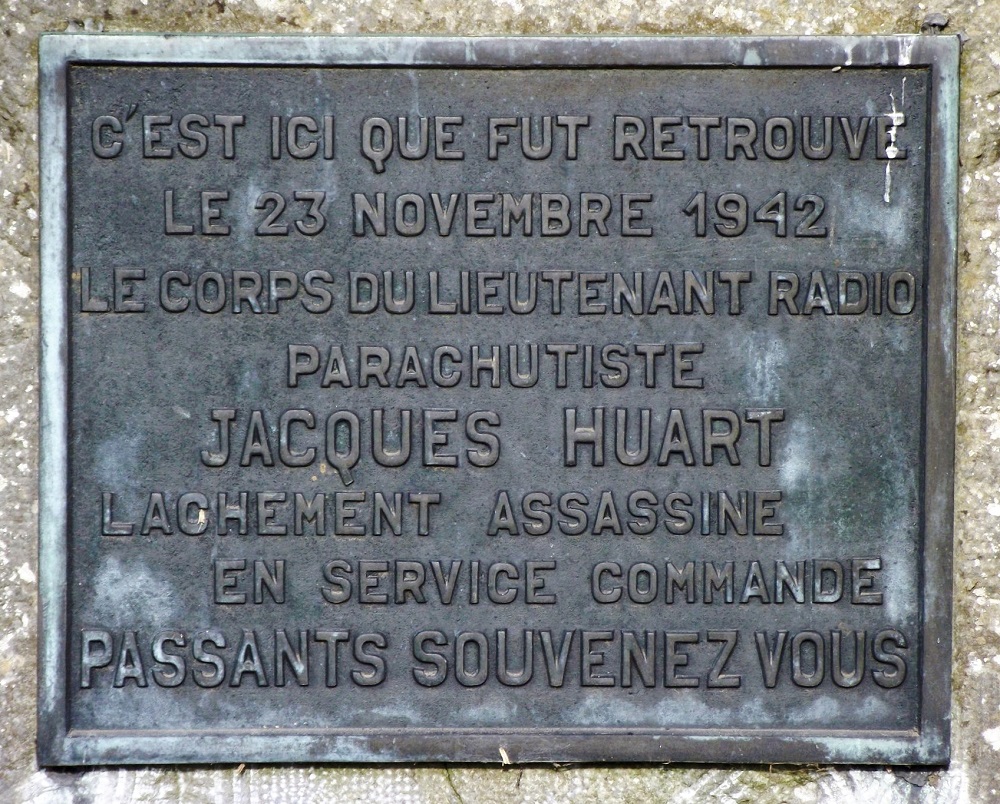 C'EST ICI QUE FUT RETROUVE
LE 23 NOVEMBRE 1942
LE CORPS DU LIEUTENANT RADIO
PARACHUTISTE
JACQUES HUART
LACHEMENT ASSASSINE
EN SERVICE COMMANDE
PASSANTS SOUVENEZ VOUS